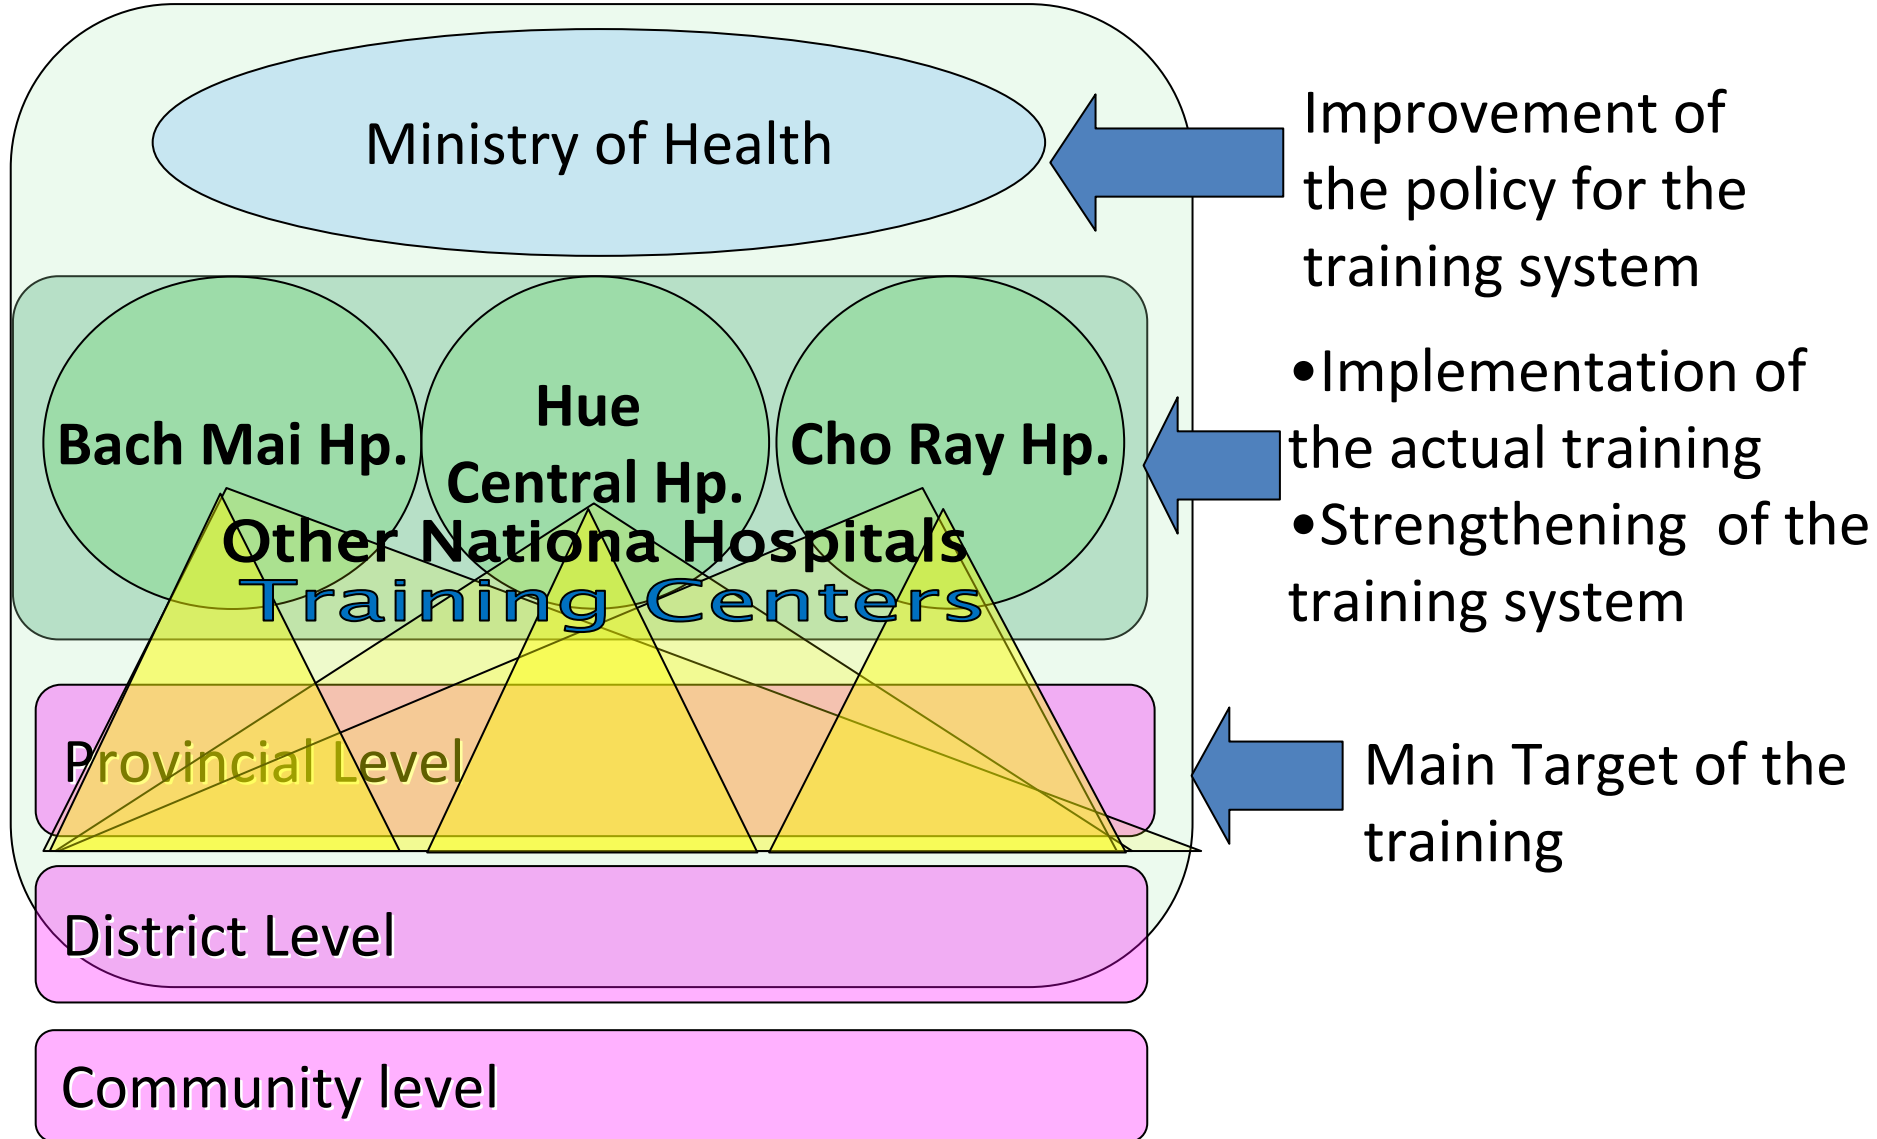 Ministry of Health
Improvement of
the policy for the
training system
Bach Mai Hp.
Hue
Central Hp.
Cho Ray Hp.
Other Nationa Hospitals
Training Centers
•Implementation of
the actual training
•Strengthening of the
training system
Provincial Level
Main Target of the
training
District Level
Community level